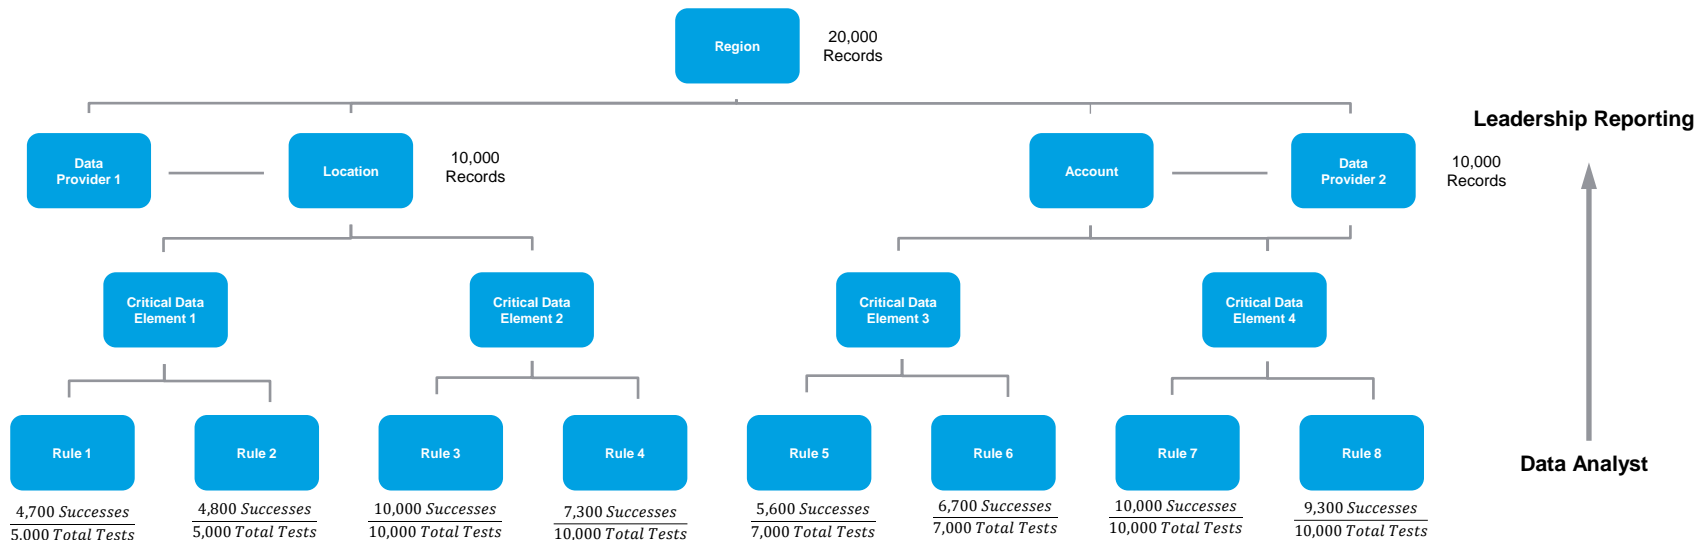 Region
20,000
Records
Leadership Reporting
Data
Provider 1
Location
10,000
Records
Account
Data
Provider 2
10,000
Records
Critical Data
Element 1
Critical Data
Element 2
Critical Data
Element 3
Critical Data
Element 4
Rule 1
Rule 2
Rule 3
Rule 4
Rule 5
Rule 6
Rule 7
Rule 8
Data Analyst
4,700 Successes
5,000 Total Tests
4,800 Successes
5,000 Total Tests
10,000 Successes
10,000 Total Tests
7,300 Successes
10,000 Total Tests
5,600 Successes
7,000 Total Tests
6,700 Successes
7,000 Total Tests
10,000 Successes
10,000 Total Tests
9,300 Successes
10,000 Total Tests